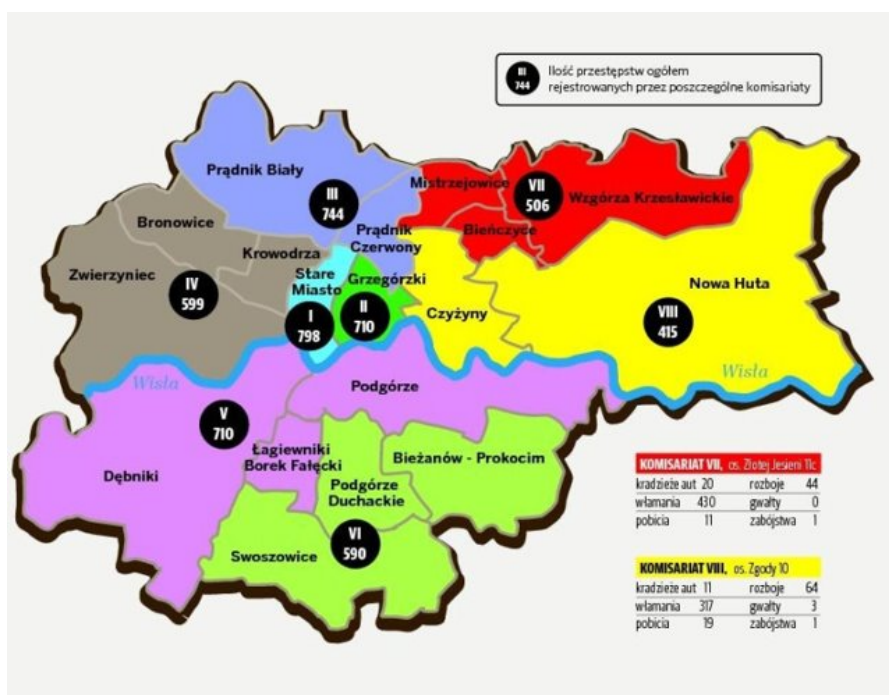 III
744
Ilość przestępstw ogółem
rejestrowanych przez poszczególne komisariaty
Prądnik Biały
III
744
Mistrzejowice
VII
506
Wzgórza Krzesławickie
Bronowice
Prądnik
Czerwony
Bieńczyce
Krowodrza
Zwierzyniec
Stare
Miasto
Grzegórzki
IV
599
I
798
II
710
Czyżyny
Nowa Huta
VIII
415
Wisła
Wisła
Podgórze
V
710
Dębniki
Łagiewniki
Borek Fałęcki
Bieżanów - Prokocim
Podgórze
Duchackie
VI
590
Swoszowice
KOMISARIAT VII, os. Złotej Jesieni 11c
kradzieże aut 20 rozboje 44
włamania 430 gwałty 0
pobicia 11 zabójstwa 1
KOMISARIAT VIII, os. Zgody 10
kradzieże aut 11 rozboje 64
włamania 317 gwałty 3
pobicia 19 zabójstwa 1